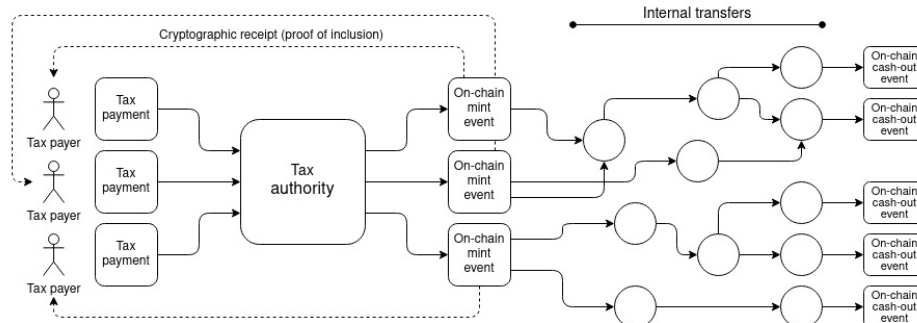 Internal transfers
Cryptographic receipt (proof of inclusion)
Tax payer
Tax
payment
Tax payer
Tax
payment
Tax payer
Tax
payment
Tax
authority
On-chain
mint
event
On-chain
mint
event
On-chain
mint
event
On-chain
cash-out
event
On-chain
cash-out
event
On-chain
cash-out
event
On-chain
cash-out
event
On-chain
cash-out
event